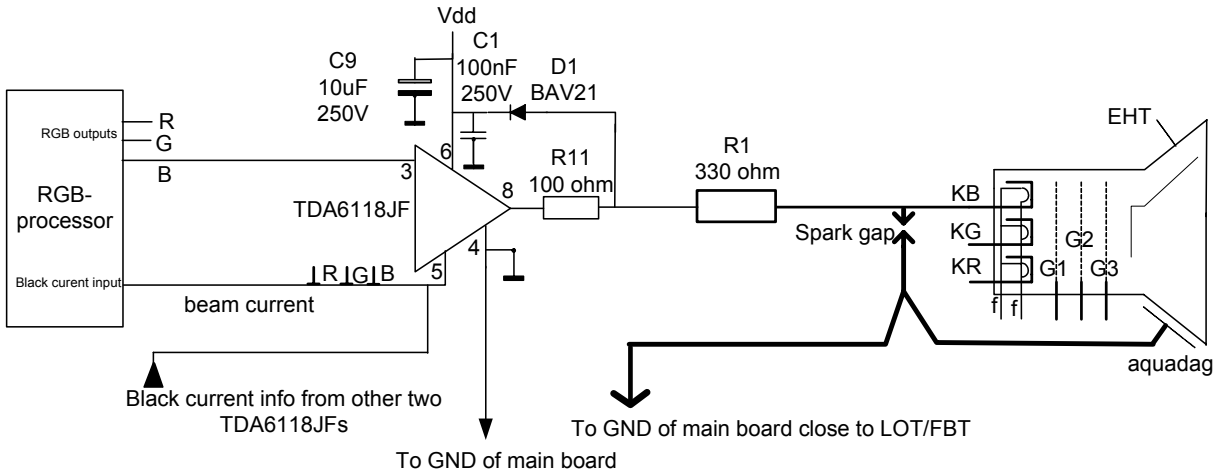 Vdd
C9
10uF
250V
C1
100nF
250V
D1
BAV21
RGB outputs
R
G
B
RGB-
processor
Black curent input
R G B
beam current
3
6
8
4
5
TDA6118JF
R11
100 ohm
R1
330 ohm
Spark gap
EHT
KB
KG
KR
G1
G2
G3
f f
aquadag
Black current info from other two
TDA6118JFs
To GND of main board
To GND of main board close to LOT/FBT